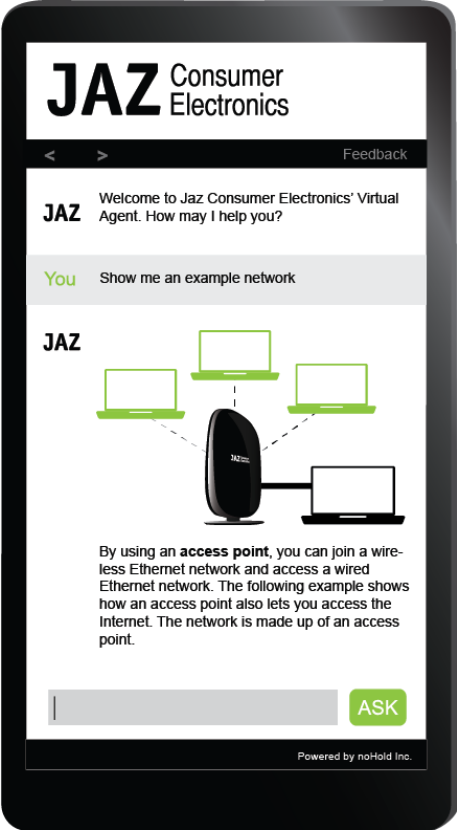 JAZ Consumer
Electronics
< > Feedback
JAZ
Welcome to Jaz Consumer Electronics’ Virtual
Agent. How may I help you?
You
Show me an example network
JAZ
JAZ Consumer
Electronics
By using an access point, you can join a wire-
less Ethernet network and access a wired
Ethernet network. The following example shows
how an access point also lets you access the
Internet. The network is made up of an access
point.
ASK
Powered by noHold Inc.